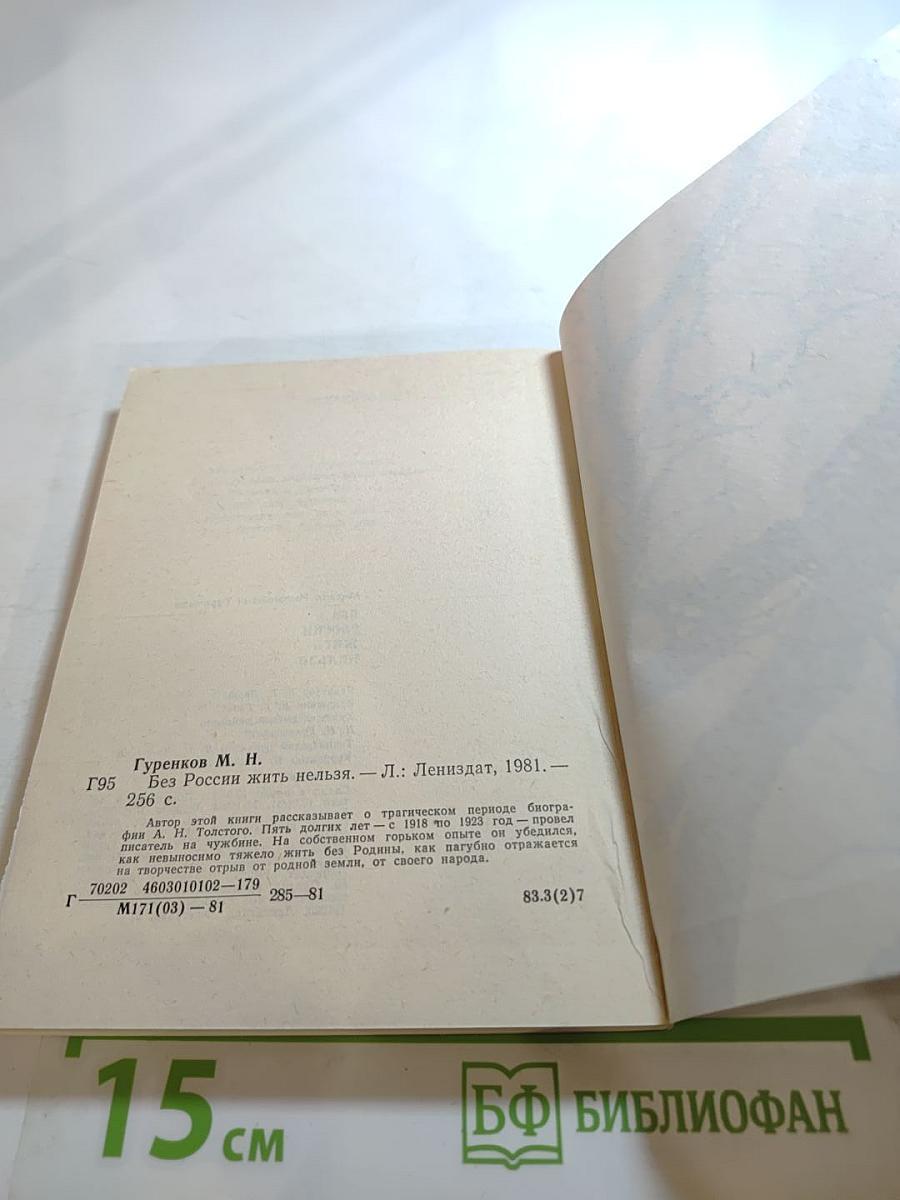 Гуренков М. Н.
Г95 Без России жить нельзя. — Л.: Лениздат, 1981. —
256 с.
Автор этой книги рассказывает о трагическом периоде биогра-
фии А. Н. Толстого. Пять долгих лет — с 1918 по 1923 год — провел
писатель на чужбине. На собственном горьком опыте он убедился,
как невыносимо тяжело жить без Родины, как пагубно отражается
на творчестве отрыв от родной земли, от своего народа.
Г 70202 4603010102—179 285—81 83.3(2)7
М171(03) — 81
15 см БФ БИБЛИОФАН